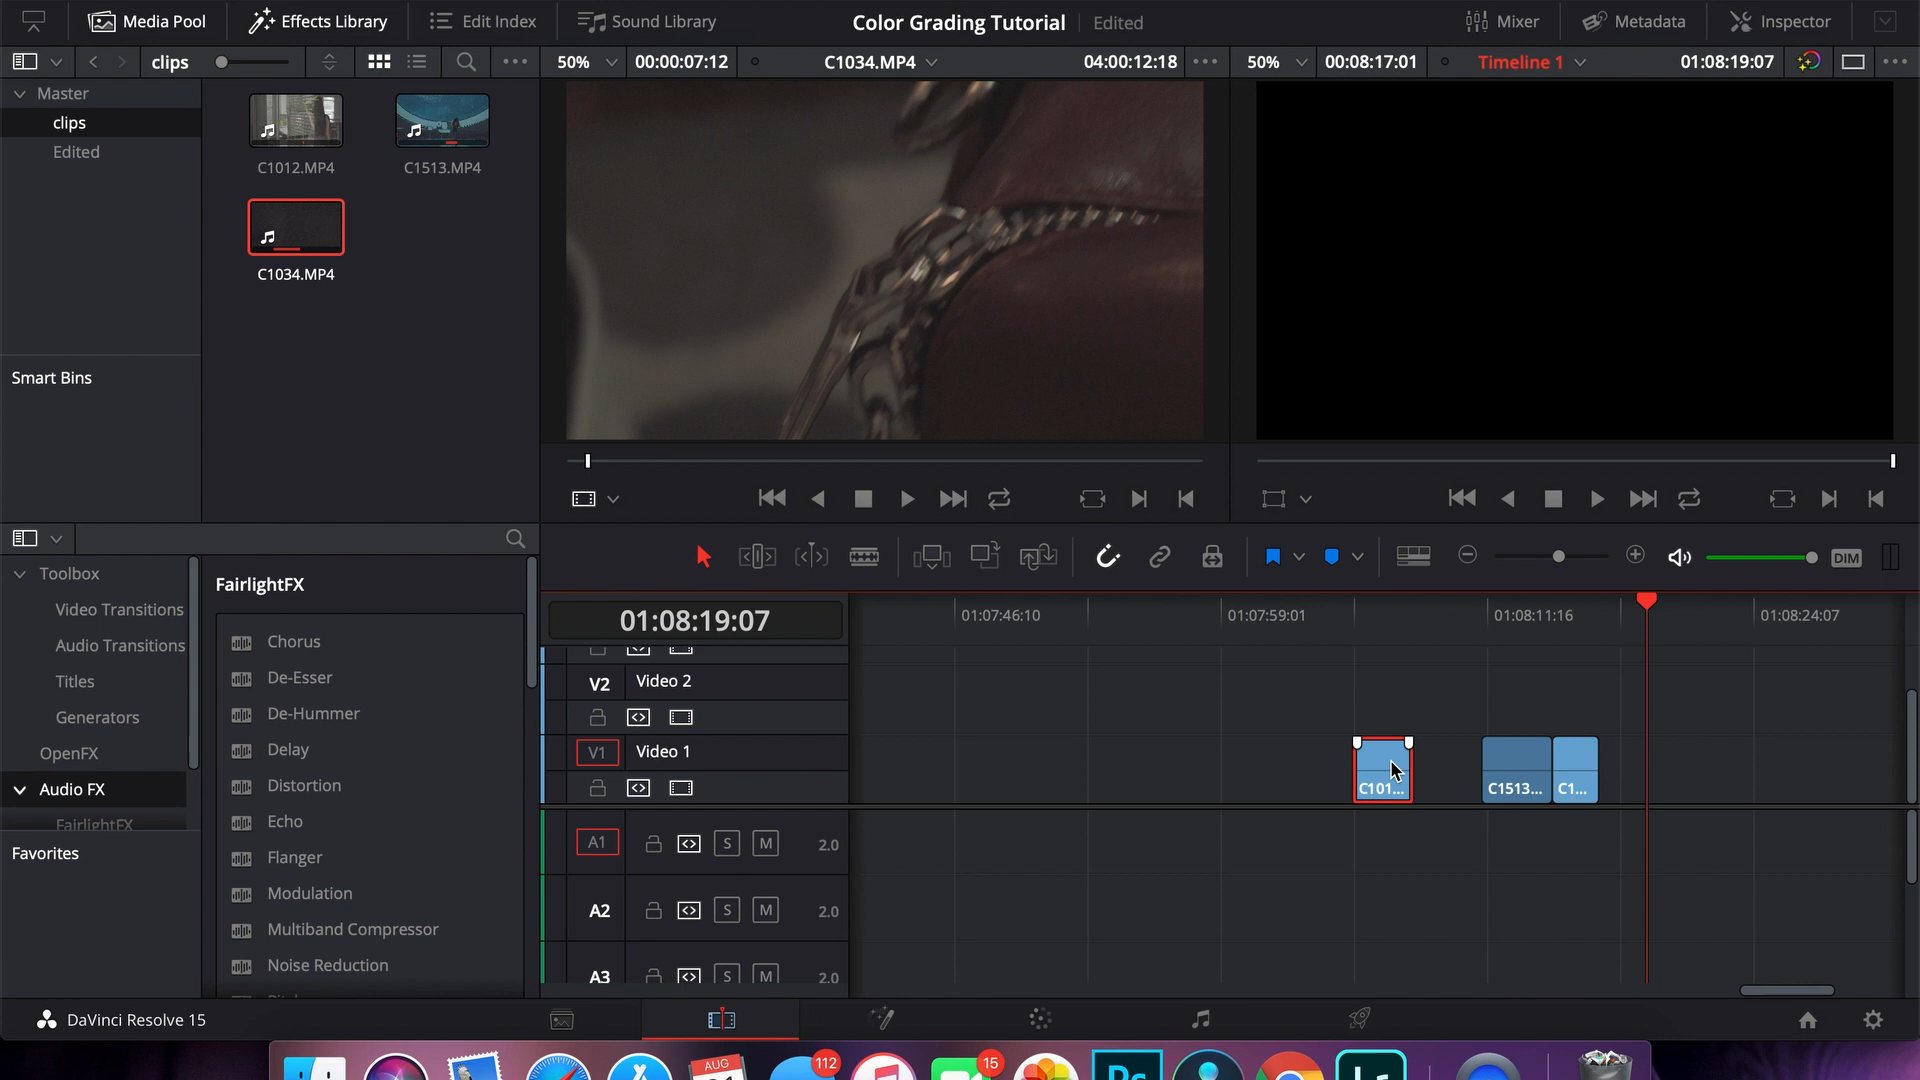 Media Pool
Effects Library
Edit Index
Sound Library
Color Grading Tutorial
Edited
Mixer
Metadata
Inspector
clips
50%
00:00:07:12
C1034.MP4
04:00:12:18
50%
00:08:17:01
Timeline 1
01:08:19:07
Master
clips
Edited
C1012.MP4
C1513.MP4
C1034.MP4
Smart Bins
Toolbox
Video Transitions
Audio Transitions
Titles
Generators
OpenFX
Audio FX
FairlightFX
Favorites
FairlightFX
Chorus
De-Esser
De-Hummer
Delay
Distortion
Echo
Flanger
Modulation
Multiband Compressor
Noise Reduction
DIM
01:08:19:07
01:07:46:10
01:07:59:01
01:08:11:16
01:08:24:07
V2
Video 2
V1
Video 1
C101...
C1513...
C1...
A1
S
M
2.0
A2
S
M
2.0
A3
S
M
2.0
DaVinci Resolve 15
AUG
112
15
Ps